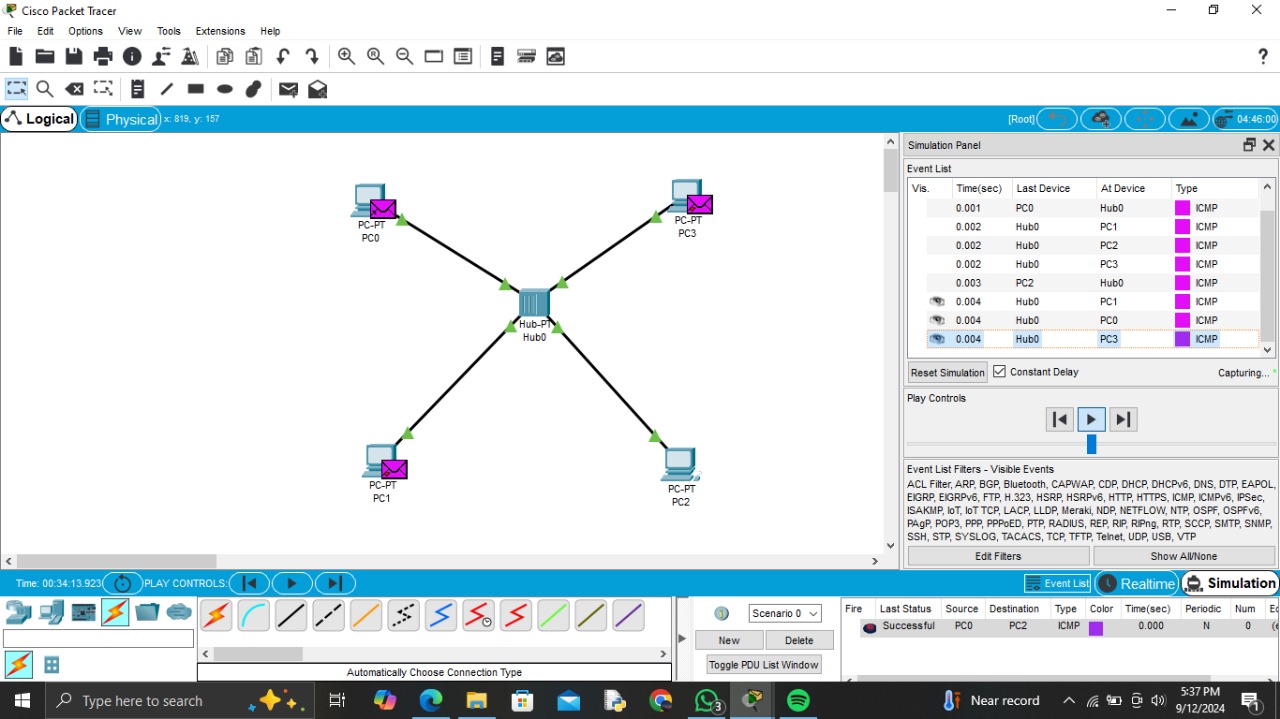 Cisco Packet Tracer
File Edit Options View Tools Extensions Help
?
Logical Physical x: 819, y: 157 [Root] 04:46:00
PC-PT
PC0
PC-PT
PC3
Hub-PT
Hub0
PC-PT
PC1
PC-PT
PC2
Simulation Panel
Event List
Vis. Time(sec) Last Device At Device Type
0.001 PC0 Hub0 ICMP
0.002 Hub0 PC1 ICMP
0.002 Hub0 PC2 ICMP
0.002 Hub0 PC3 ICMP
0.003 PC2 Hub0 ICMP
0.004 Hub0 PC1 ICMP
0.004 Hub0 PC0 ICMP
0.004 Hub0 PC3 ICMP
Reset Simulation Constant Delay Capturing...
Play Controls
Event List Filters - Visible Events
ACL Filter, ARP, BGP, Bluetooth, CAPWAP, CDP, DHCP, DHCPv6, DNS, DTP, EAPOL,
EIGRP, EIGRPv6, FTP, H.323, HSRP, HSRPv6, HTTP, HTTPS, ICMP, ICMPv6, IPSec,
ISAKMP, IoT, IoT TCP, LACP, LLDP, Meraki, NDP, NETFLOW, NTP, OSPF, OSPFv6,
PAgP, POP3, PPP, PPPoED, PTP, RADIUS, REP, RIP, RIPng, RTP, SCCP, SMTP, SNMP,
SSH, STP, SYSLOG, TACACS, TCP, TFTP, Telnet, UDP, USB, VTP
Edit Filters Show All/None
Time: 00:34:13.923 PLAY CONTROLS: Event List Realtime Simulation
Automatically Choose Connection Type
Scenario 0
New Delete
Toggle PDU List Window
Fire Last Status Source Destination Type Color Time(sec) Periodic Num
Successful PC0 PC2 ICMP 0.000 N 0
Type here to search
3
Near record
5:37 PM
9/12/2024
1